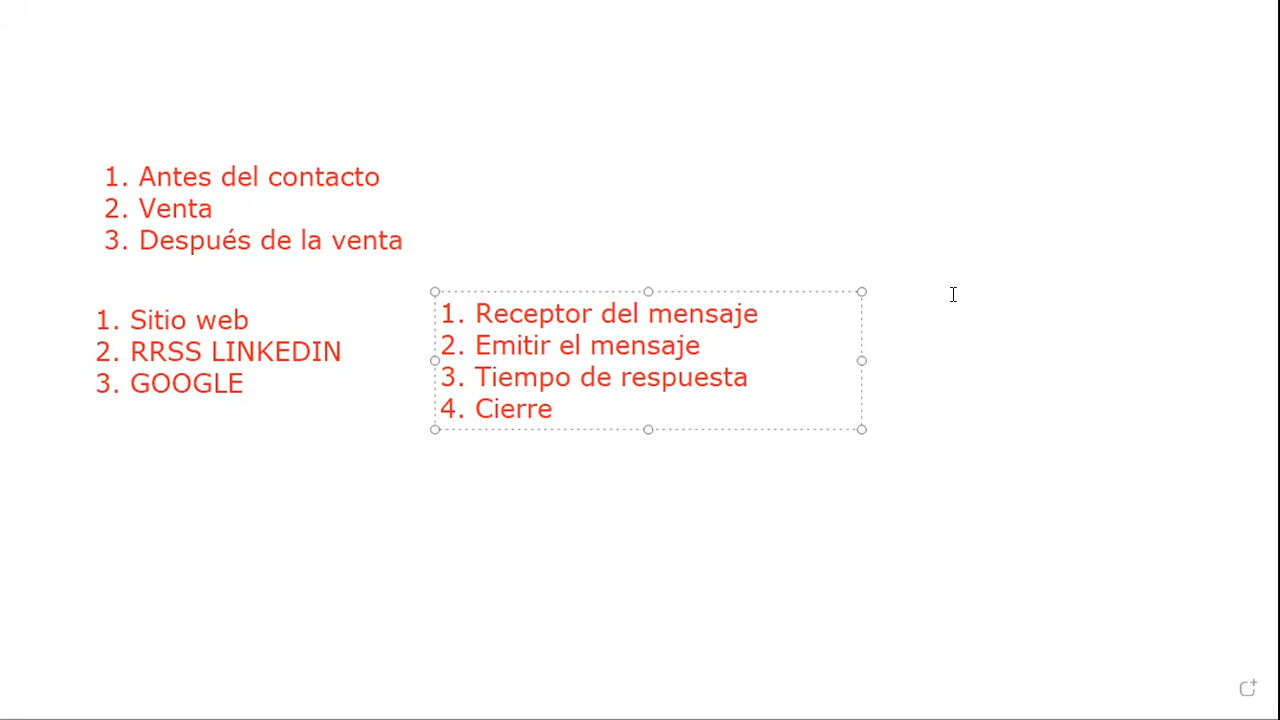 1. Antes del contacto
2. Venta
3. Después de la venta
1. Sitio web
2. RRSS LINKEDIN
3. GOOGLE
1. Receptor del mensaje
2. Emitir el mensaje
3. Tiempo de respuesta
4. Cierre